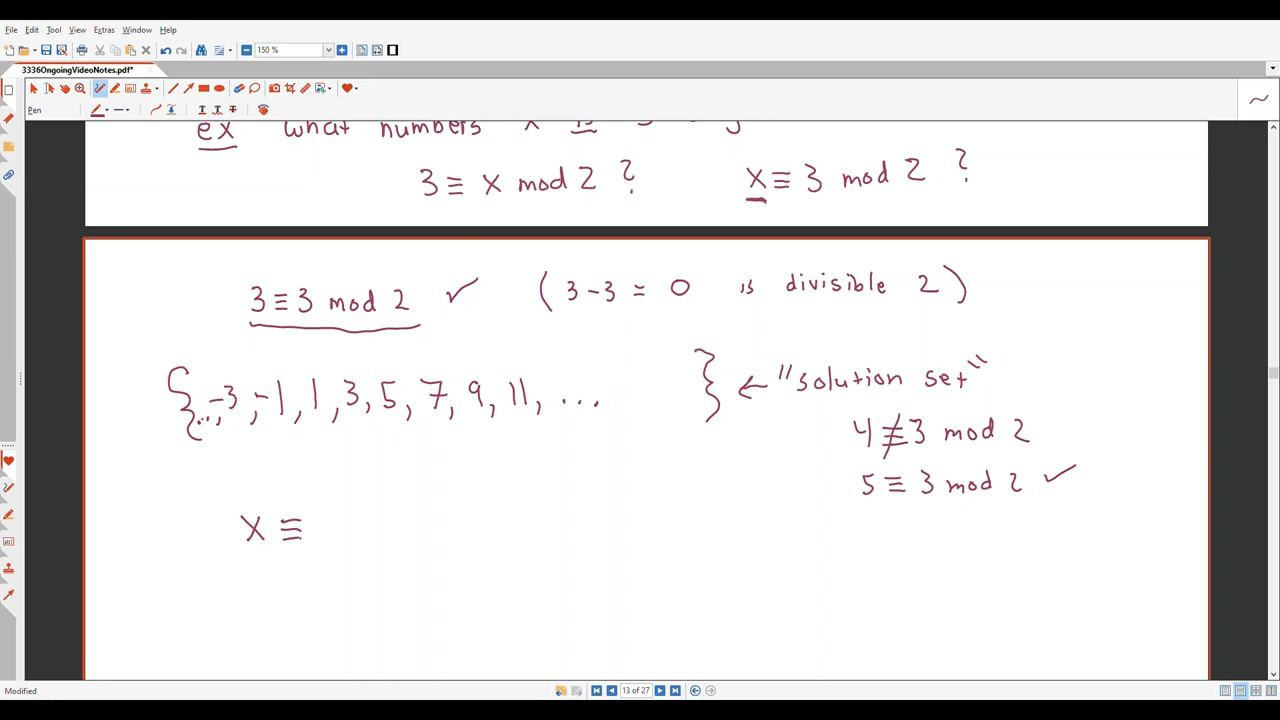 File Edit Tool View Extras Window Help
150 %
3336OngoingVideoNotes.pdf*
Pen
ex what numbers x is
3 ≡ x mod 2 ? x ≡ 3 mod 2 ?
3 ≡ 3 mod 2 ✓ (3-3 = 0 is divisible 2)
{..., -3, -1, 1, 3, 5, 7, 9, 11, ... } ← "solution set"
4 ≢ 3 mod 2
5 ≡ 3 mod 2 ✓
x ≡
Modified 13 of 27